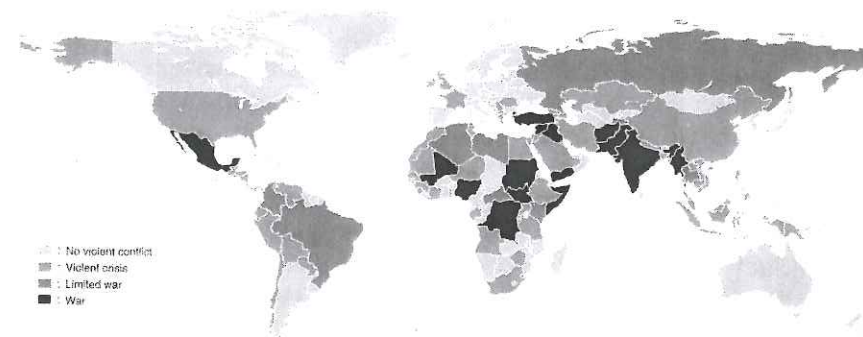 : No violent conflict
: Violent crisis
: Limited war
: War